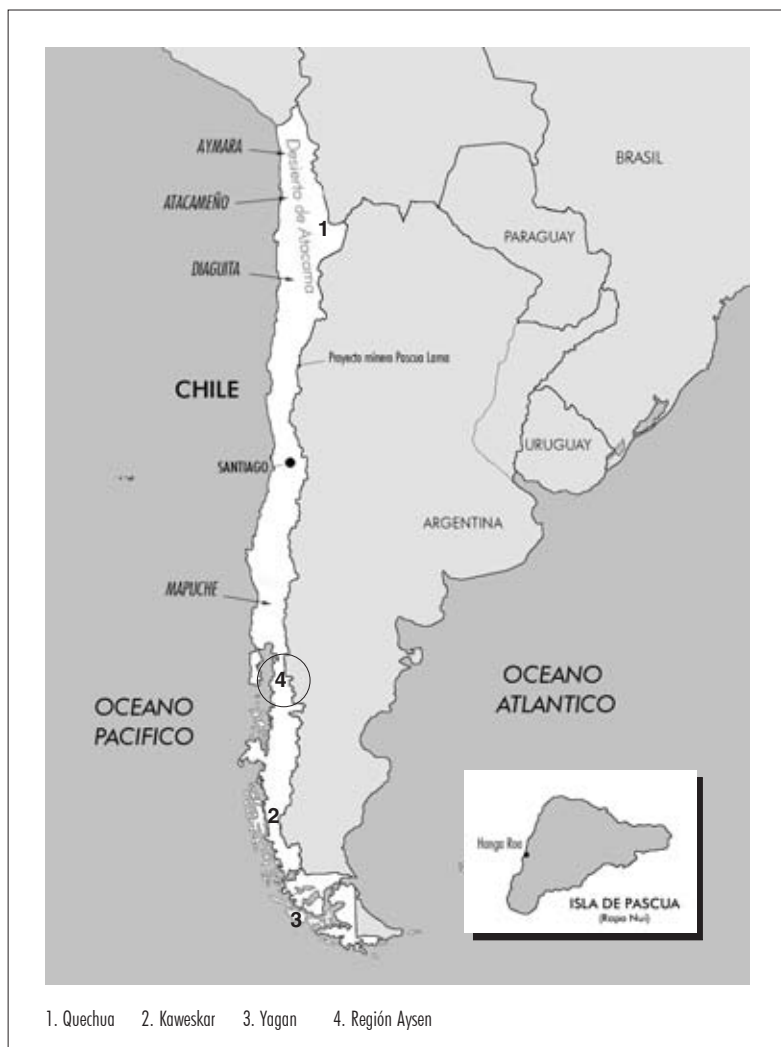 AYMARA
BRASIL
ATACAMEÑO
Desierto de Atacama
1
PARAGUAY
DIAGUITA
Proyecto minero Pascua Lama
CHILE
URUGUAY
SANTIAGO
ARGENTINA
MAPUCHE
4
OCEANO
ATLANTICO
OCEANO
PACIFICO
2
Hanga Roa
ISLA DE PASCUA
(Rapa Nui)
3
1. Quechua 2. Kaweskar 3. Yagan 4. Región Aysen